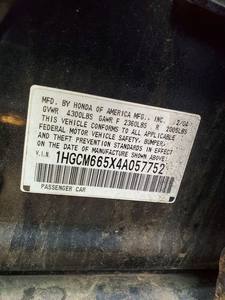 MFD. BY HONDA OF AMERICA MFG., INC. 2/04
GVWR 4300LBS GAWR F 2360LBS R 2005LBS
THIS VEHICLE CONFORMS TO ALL APPLICABLE
FEDERAL MOTOR VEHICLE SAFETY, BUMPER,
AND THEFT PREVENTION STANDARDS IN EFFECT
ON THE DATE OF MANUFACTURE SHOWN ABOVE.
V.I.N. 1HGCM665X4A057752
PASSENGER CAR